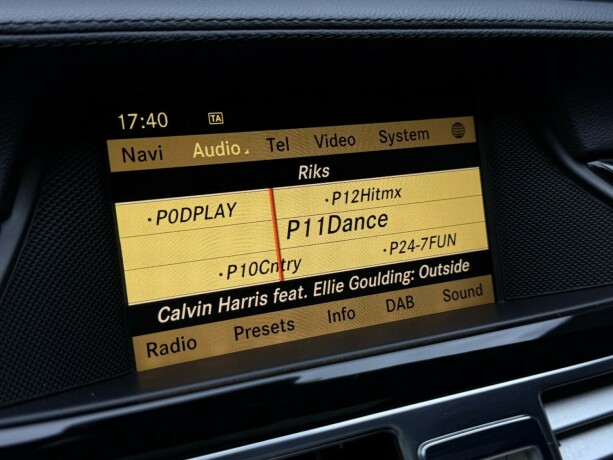 17:40 TA
Navi Audio Tel Video System
Riks
P0DPLAY P12Hitmx
P11Dance
P10Cntry P24-7FUN
Calvin Harris feat. Ellie Goulding: Outside
Radio Presets Info DAB Sound